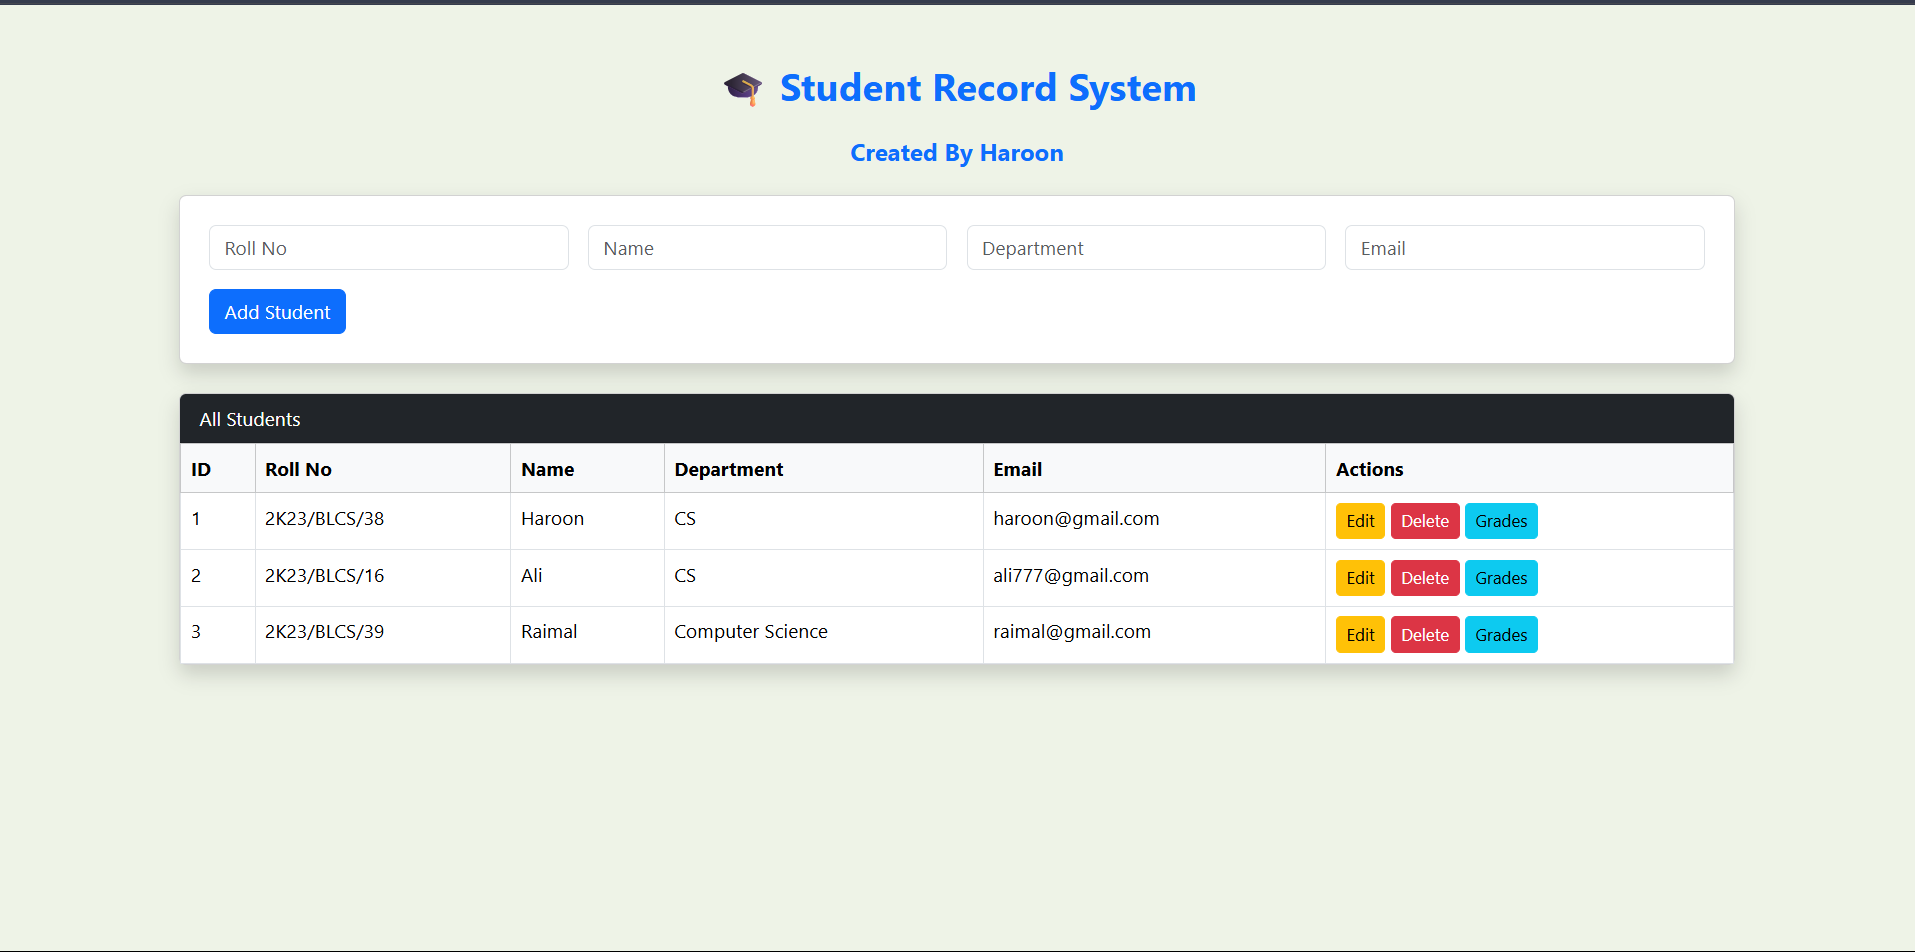 🎓 Student Record System
Created By Haroon
Roll No Name Department Email
Add Student
All Students
ID Roll No Name Department Email Actions
1 2K23/BLCS/38 Haroon CS haroon@gmail.com Edit Delete Grades
2 2K23/BLCS/16 Ali CS ali777@gmail.com Edit Delete Grades
3 2K23/BLCS/39 Raimal Computer Science raimal@gmail.com Edit Delete Grades